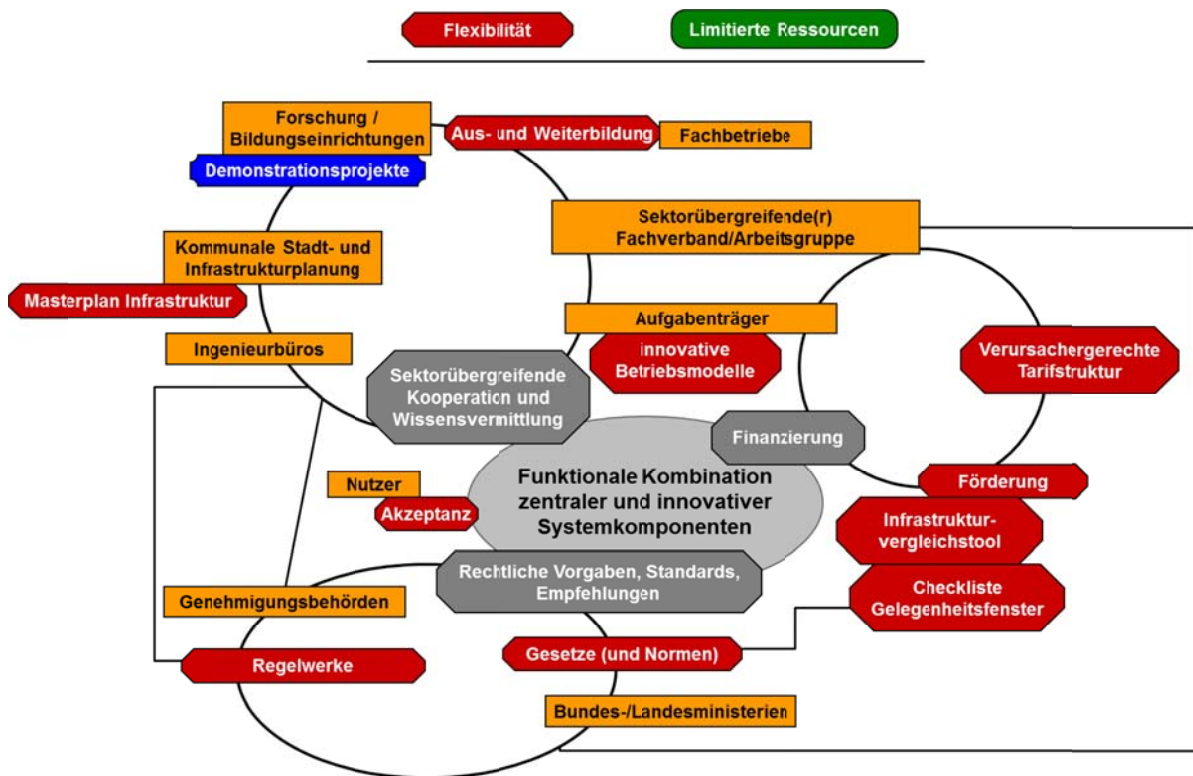 Flexibilität
Limitierte Ressourcen
Forschung /
Bildungseinrichtungen
Aus- und Weiterbildung
Fachbetriebe
Demonstrationsprojekte
Sektorübergreifende(r)
Fachverband/Arbeitsgruppe
Kommunale Stadt- und
Infrastrukturplanung
Masterplan Infrastruktur
Aufgabenträger
Ingenieurbüros
innovative
Betriebsmodelle
Verursachergerechte
Tarifstruktur
Sektorübergreifende
Kooperation und
Wissensvermittlung
Finanzierung
Funktionale Kombination
zentraler und innovativer
Systemkomponenten
Nutzer
Akzeptanz
Förderung
Infrastruktur-
vergleichstool
Rechtliche Vorgaben, Standards,
Empfehlungen
Checkliste
Gelegenheitsfenster
Genehmigungsbehörden
Regelwerke
Gesetze (und Normen)
Bundes-/Landesministerien